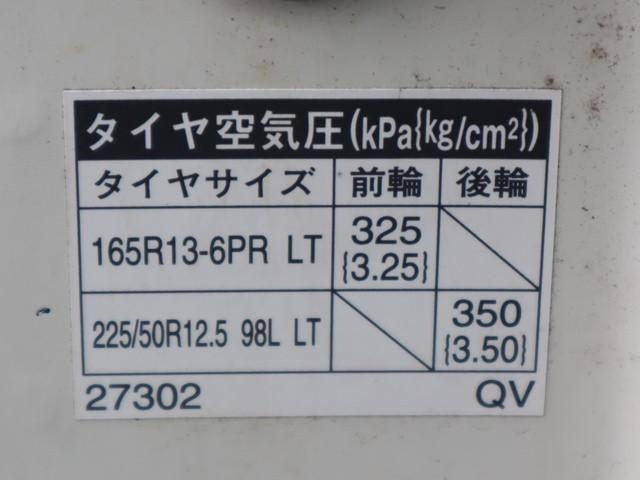 タイヤ空気圧(kPa{kg/cm²})
タイヤサイズ 前輪 後輪
165R13-6PR LT 325 {3.25}
225/50R12.5 98L LT 350 {3.50}
27302 QV